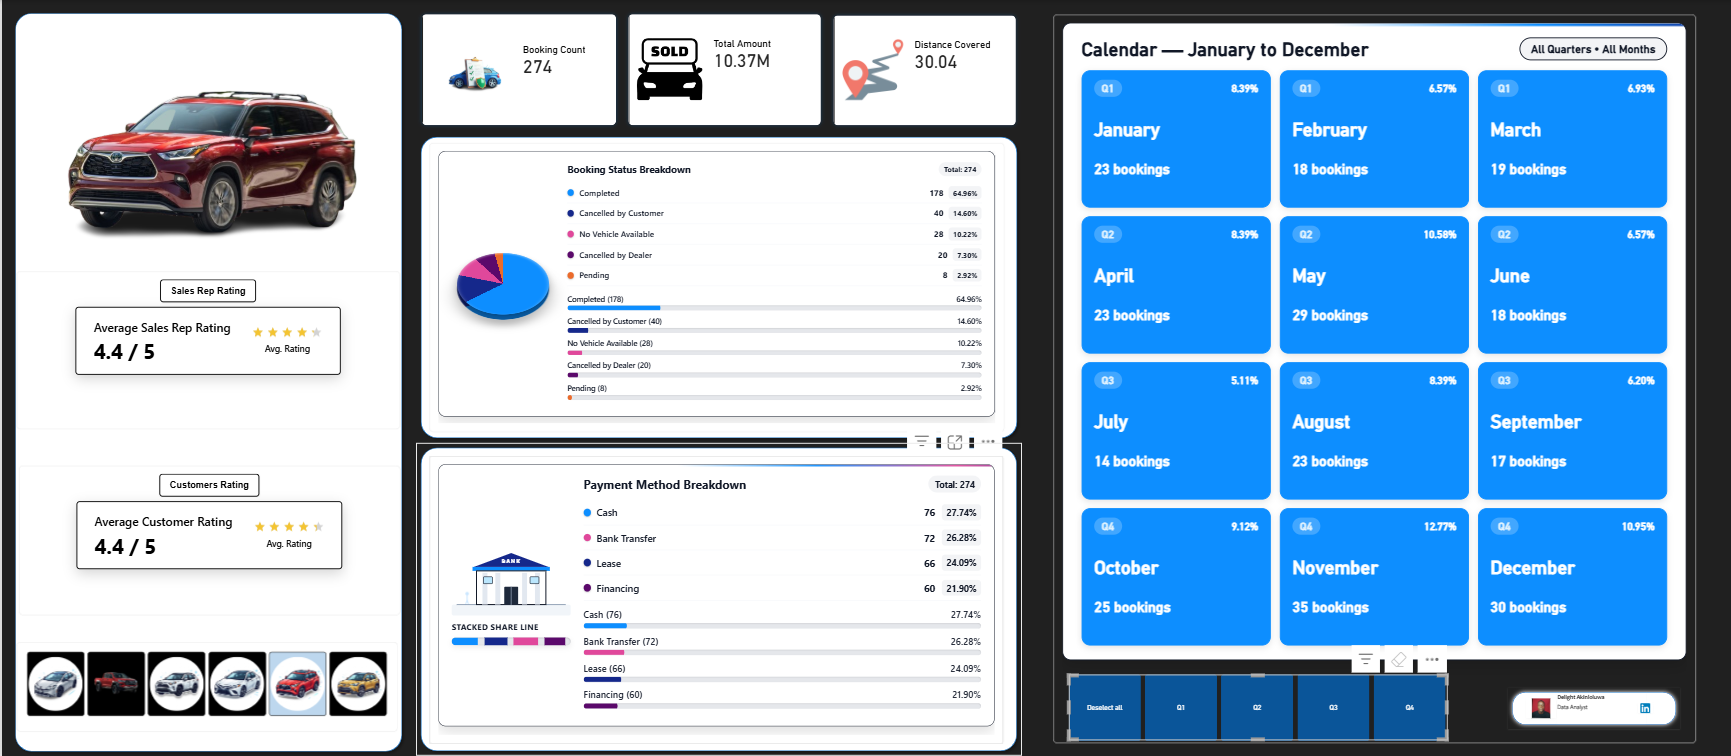 Sales Rep Rating
Average Sales Rep Rating
4.4 / 5
Avg. Rating
Customers Rating
Average Customer Rating
4.4 / 5
Avg. Rating
Booking Count
274
SOLD
Total Amount
10.37M
Distance Covered
30.04
Booking Status Breakdown
Total: 274
Completed 178 64.96%
Cancelled by Customer 40 14.60%
No Vehicle Available 28 10.22%
Cancelled by Dealer 20 7.30%
Pending 8 2.92%
Completed (178) 64.96%
Cancelled by Customer (40) 14.60%
No Vehicle Available (28) 10.22%
Cancelled by Dealer (20) 7.30%
Pending (8) 2.92%
Payment Method Breakdown
Total: 274
Cash 76 27.74%
Bank Transfer 72 26.28%
Lease 66 24.09%
Financing 60 21.90%
BANK
STACKED SHARE LINE
Cash (76) 27.74%
Bank Transfer (72) 26.28%
Lease (66) 24.09%
Financing (60) 21.90%
Calendar — January to December
All Quarters • All Months
Q1 8.39%
January
23 bookings
Q1 6.57%
February
18 bookings
Q1 6.93%
March
19 bookings
Q2 8.39%
April
23 bookings
Q2 10.58%
May
29 bookings
Q2 6.57%
June
18 bookings
Q3 5.11%
July
14 bookings
Q3 8.39%
August
23 bookings
Q3 6.20%
September
17 bookings
Q4 9.12%
October
25 bookings
Q4 12.77%
November
35 bookings
Q4 10.95%
December
30 bookings
Deselect all
Q1
Q2
Q3
Q4
Delight Akinloluwa
Data Analyst
in